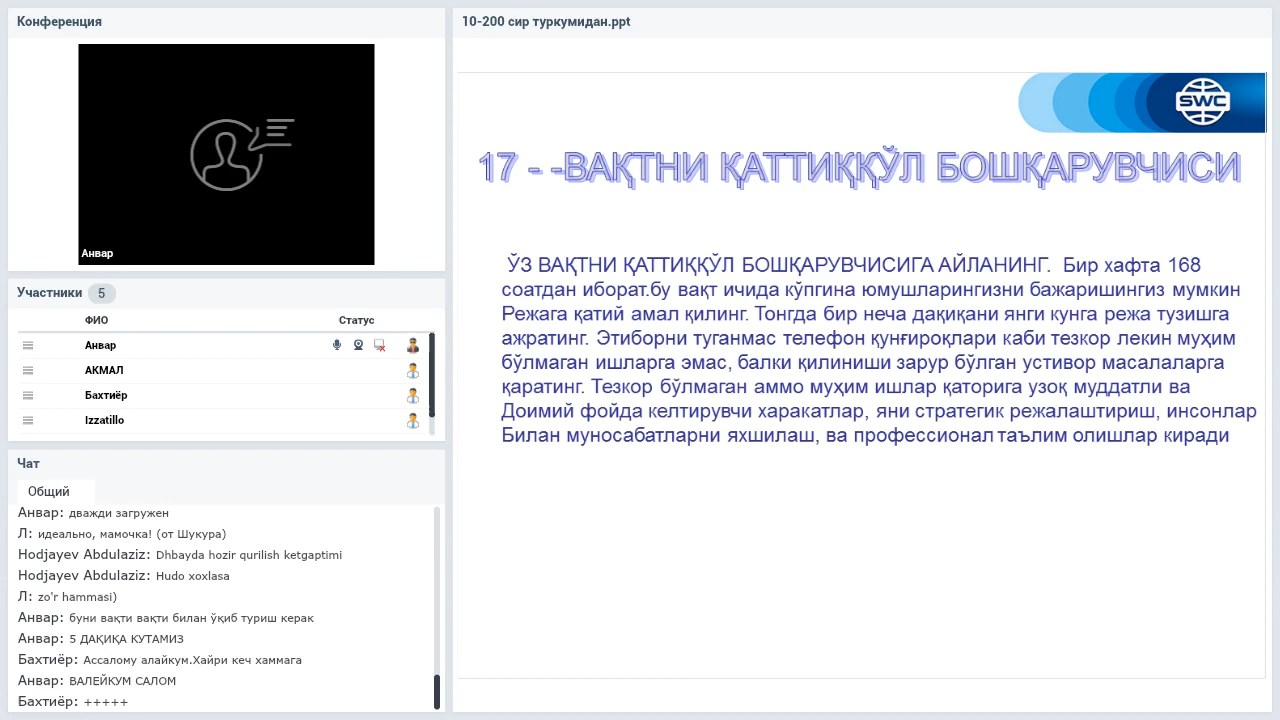 Конференция
Анвар
Участники 5
ФИО Статус
Анвар
АКМАЛ
Бахтиёр
Izzatillo
Чат
Общий
Анвар: дважди загружен
Л: идеально, мамочка! (от Шукура)
Hodjayev Abdulaziz: Dhbayda hozir qurilish ketgaptimi
Hodjayev Abdulaziz: Hudo xoxlasa
Л: zo'r hammasi)
Анвар: буни вақти вақти билан ўқиб туриш керак
Анвар: 5 ДАҚИҚА КУТАМИЗ
Бахтиёр: Ассалому алайкум.Хайри кеч хаммага
Анвар: ВАЛЕЙКУМ САЛОМ
Бахтиёр: +++++
10-200 сир туркумидан.ppt
SWC
17 - -ВАҚТНИ ҚАТТИҚҚЎЛ БОШҚАРУВЧИСИ
ЎЗ ВАҚТНИ ҚАТТИҚҚЎЛ БОШҚАРУВЧИСИГА АЙЛАНИНГ. Бир хафта 168
соатдан иборат.бу вақт ичида кўпгина юмушларингизни бажаришингиз мумкин
Режага қатий амал қилинг. Тонгда бир неча дақиқани янги кунга режа тузишга
ажратинг. Этиборни туганмас телефон қунғироқлари каби тезкор лекин муҳим
бўлмаган ишларга эмас, балки қилиниши зарур бўлган устивор масалаларга
қаратинг. Тезкор бўлмаган аммо муҳим ишлар қаторига узоқ муддатли ва
Доимий фойда келтирувчи харакатлар, яни стратегик режалаштириш, инсонлар
Билан муносабатларни яхшилаш, ва профессионал таълим олишлар киради